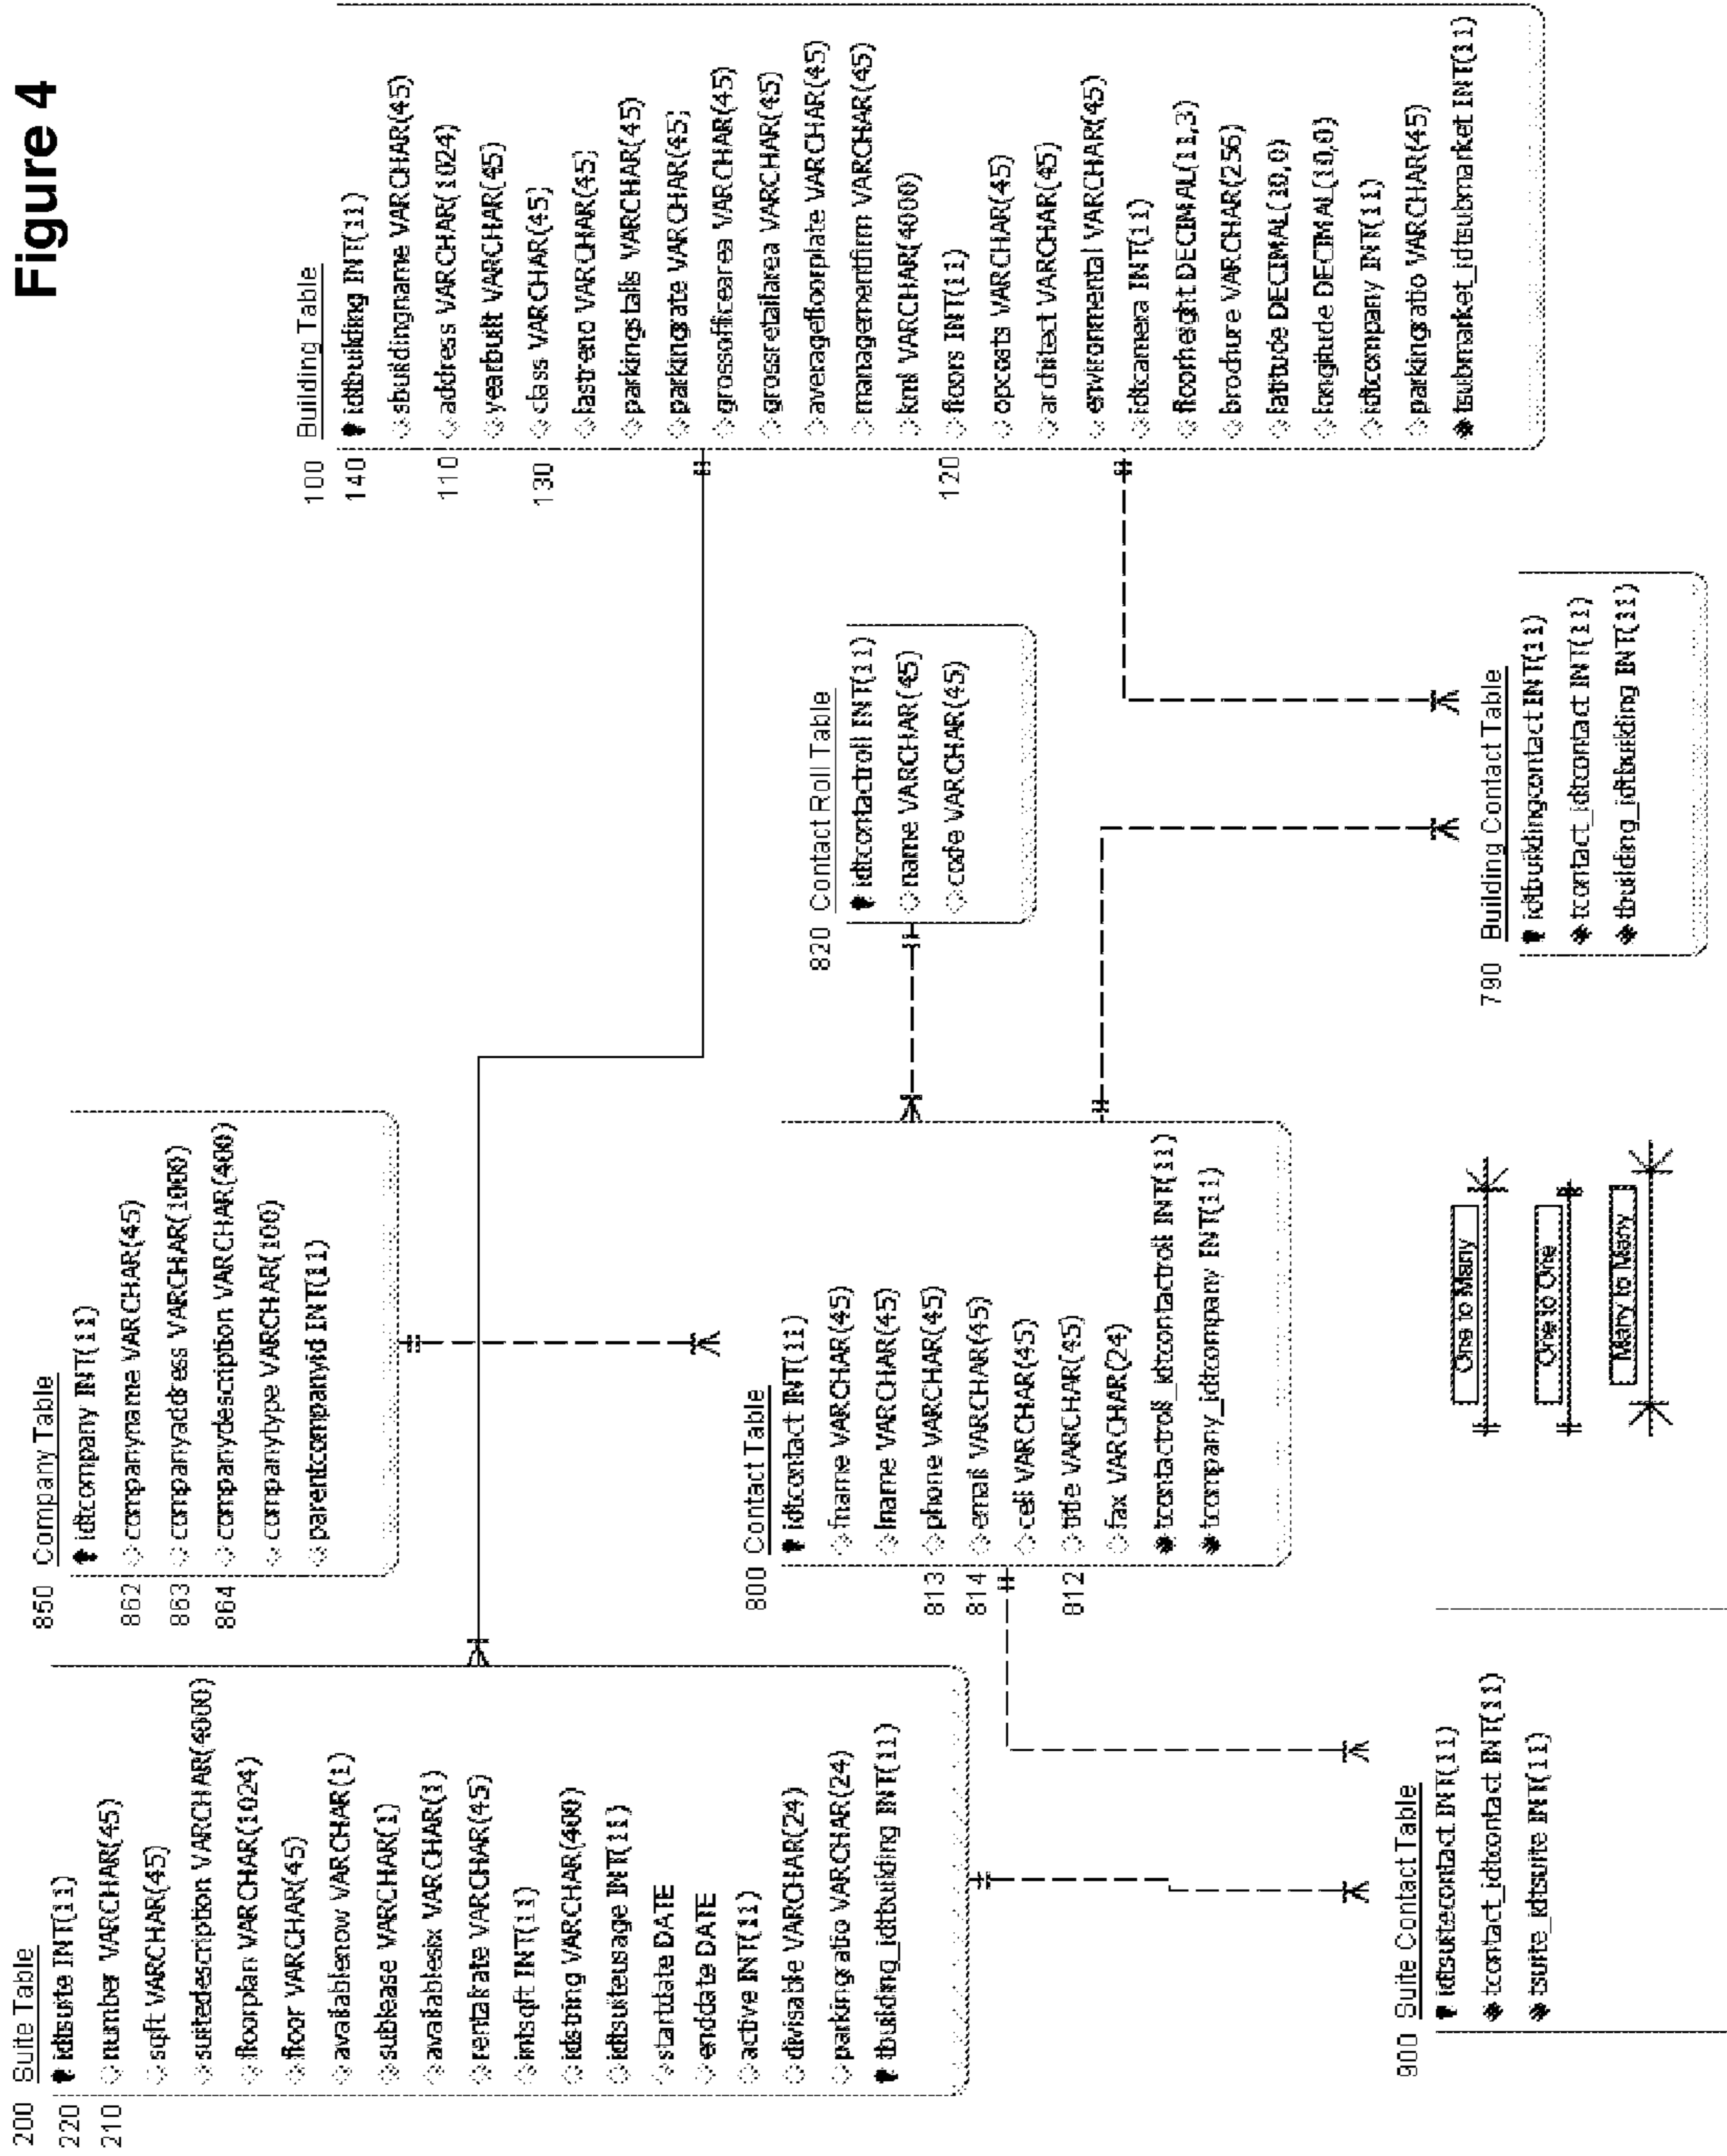 Figure 4
200 Suite Table
220 idtsuite INT(11)
210 number VARCHAR(45)
sqft VARCHAR(45)
suitedescription VARCHAR(4000)
floorplan VARCHAR(1024)
floor VARCHAR(45)
availablenow VARCHAR(1)
sublease VARCHAR(1)
availablesix VARCHAR(1)
rentalrate VARCHAR(45)
intsqft INT(11)
idstring VARCHAR(400)
idtsuiteusage INT(11)
startdate DATE
enddate DATE
active INT(11)
divisable VARCHAR(24)
parkingratio VARCHAR(24)
tbuilding_idtbuilding INT(11)
850 Company Table
idtcompany INT(11)
862 companyname VARCHAR(45)
863 companyaddress VARCHAR(1000)
864 companydescription VARCHAR(400)
companytype VARCHAR(100)
parentcompanyid INT(11)
100 Building Table
140 idtbuilding INT(11)
sbuildingname VARCHAR(45)
110 address VARCHAR(1024)
yearbuilt VARCHAR(45)
130 class VARCHAR(45)
lastreno VARCHAR(45)
parkingstalls VARCHAR(45)
parkingrate VARCHAR(45)
grossofficearea VARCHAR(45)
grossretailarea VARCHAR(45)
averagefloorplate VARCHAR(45)
managementfirm VARCHAR(45)
kml VARCHAR(4000)
120 floors INT(11)
opcosts VARCHAR(45)
architect VARCHAR(45)
environmental VARCHAR(45)
idtcamera INT(11)
floorheight DECIMAL(11,3)
brochure VARCHAR(256)
latitude DECIMAL(10,0)
longitude DECIMAL(10,0)
idtcompany INT(11)
parkingratio VARCHAR(45)
tsubmarket_idtsubmarket INT(11)
800 Contact Table
idtcontact INT(11)
fname VARCHAR(45)
lname VARCHAR(45)
813 phone VARCHAR(45)
814 email VARCHAR(45)
cell VARCHAR(45)
812 title VARCHAR(45)
fax VARCHAR(24)
tcontactroll_idtcontactroll INT(11)
tcompany_idtcompany INT(11)
820 Contact Roll Table
idtcontactroll INT(11)
name VARCHAR(45)
code VARCHAR(45)
900 Suite Contact Table
idtsuitecontact INT(11)
tcontact_idtcontact INT(11)
tsuite_idtsuite INT(11)
One to Many
One to One
Many to Many
790 Building Contact Table
idtbuildingcontact INT(11)
tcontact_idtcontact INT(11)
tbuilding_idtbuilding INT(11)